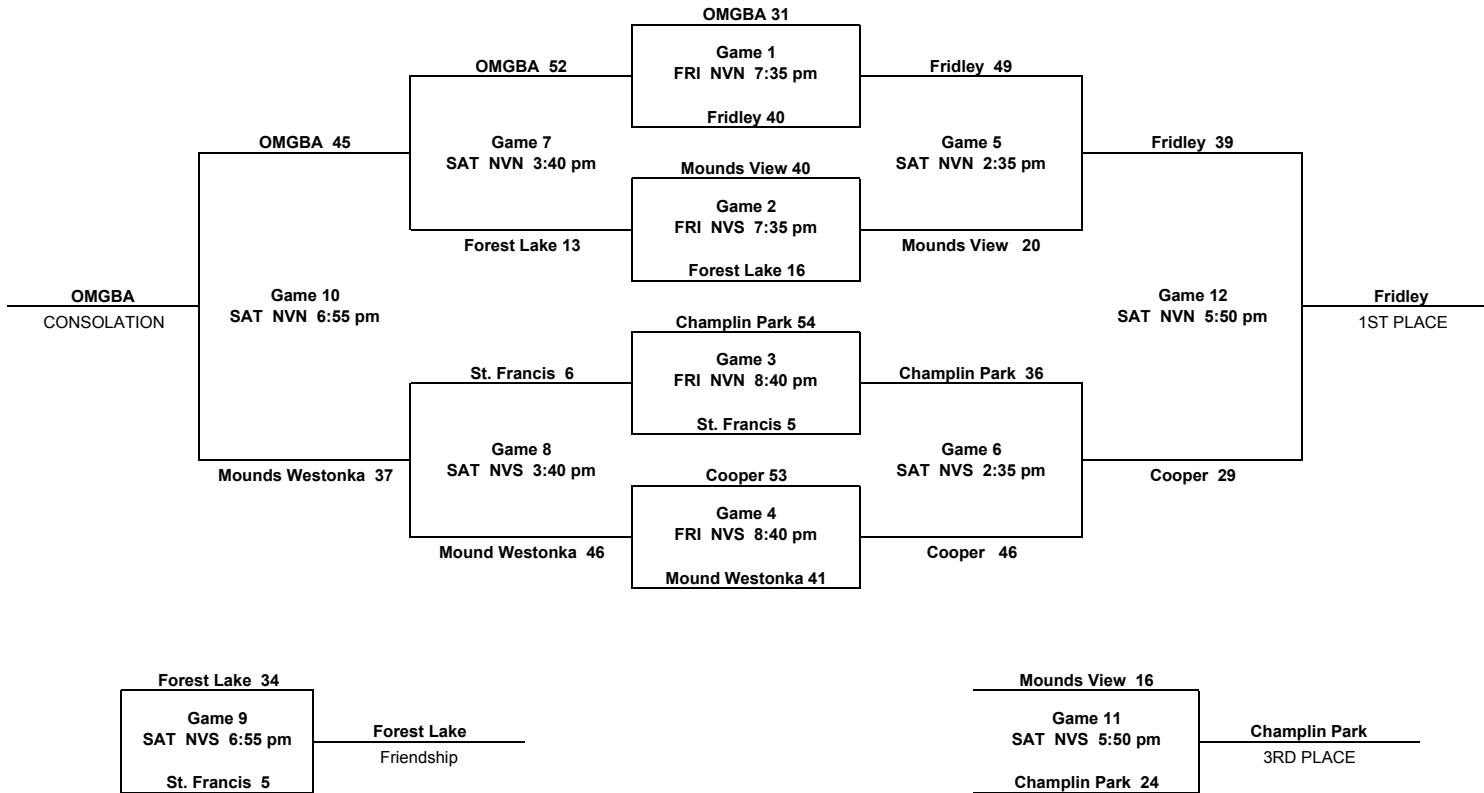 OMGBA 31
Game 1
FRI NVN 7:35 pm
OMGBA 52
Fridley 49
Fridley 40
OMGBA 45
Game 7
SAT NVN 3:40 pm
Game 5
SAT NVN 2:35 pm
Fridley 39
Mounds View 40
Game 2
FRI NVS 7:35 pm
Forest Lake 13
Mounds View 20
Forest Lake 16
OMGBA
CONSOLATION
Game 10
SAT NVN 6:55 pm
Game 12
SAT NVN 5:50 pm
Fridley
1ST PLACE
Champlin Park 54
Game 3
FRI NVN 8:40 pm
St. Francis 6
Champlin Park 36
St. Francis 5
Game 8
SAT NVS 3:40 pm
Game 6
SAT NVS 2:35 pm
Mounds Westonka 37
Cooper 53
Cooper 29
Game 4
FRI NVS 8:40 pm
Mound Westonka 46
Cooper 46
Mound Westonka 41
Forest Lake 34
Game 9
SAT NVS 6:55 pm
Forest Lake
Friendship
St. Francis 5
Mounds View 16
Game 11
SAT NVS 5:50 pm
Champlin Park
3RD PLACE
Champlin Park 24